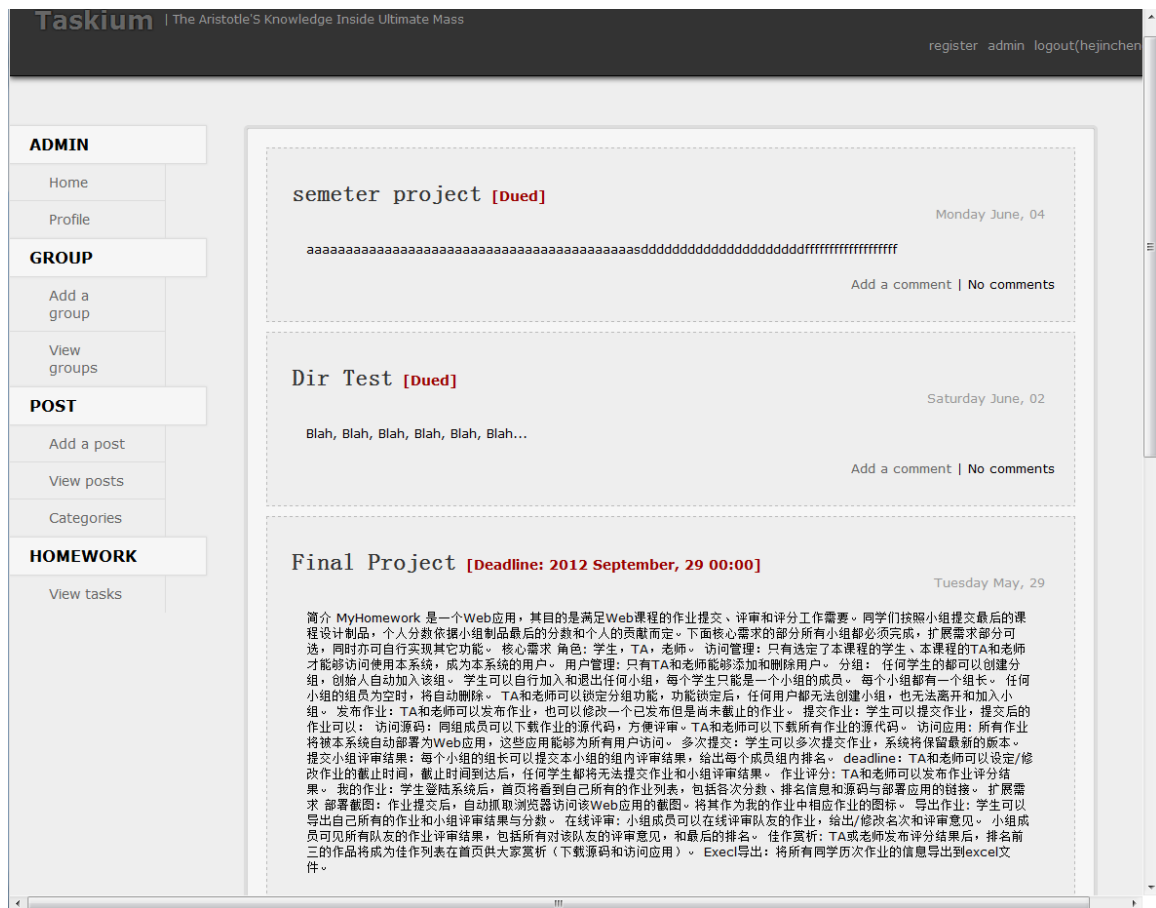 Taskium | The Aristotle'S Knowledge Inside Ultimate Mass
register admin logout(hejinchen
ADMIN
Home
Profile
GROUP
Add a
group
View
groups
POST
Add a post
View posts
Categories
HOMEWORK
View tasks
semeter project [Dued]
Monday June, 04
aaaaaaaaaaaaaaaaaaaaaaaaaaaaaaaaaaaaaaaaaaasdddddddddddddddddddddffffffffffffffffffff
Add a comment | No comments
Dir Test [Dued]
Saturday June, 02
Blah, Blah, Blah, Blah, Blah, Blah...
Add a comment | No comments
Final Project [Deadline: 2012 September, 29 00:00]
Tuesday May, 29
简介 MyHomework 是一个Web应用，其目的是满足Web课程的作业提交、评审和评分工作需要。同学们按照小组提交最后的课
程设计制品，个人分数依据小组制品最后的分数和个人的贡献而定。下面核心需求的部分所有小组都必须完成，扩展需求部分可
选，同时亦可自行实现其它功能。 核心需求 角色: 学生，TA，老师。 访问管理: 只有选定了本课程的学生、本课程的TA和老师
才能够访问使用本系统，成为本系统的用户。 用户管理: 只有TA和老师能够添加和删除用户。 分组： 任何学生的都可以创建分
组，创始人自动加入该组。 学生可以自行加入和退出任何小组，每个学生只能是一个小组的成员。 每个小组都有一个组长。 任何
小组的组员为空时，将自动删除。 TA和老师可以锁定分组功能，功能锁定后，任何用户都无法创建小组，也无法离开和加入小
组。 发布作业: TA和老师可以发布作业，也可以修改一个已发布但是尚未截止的作业。 提交作业: 学生可以提交作业，提交后的
作业可以： 访问源码: 同组成员可以下载作业的源代码，方便评审。TA和老师可以下载所有作业的源代码。 访问应用: 所有作业
将被本系统自动部署为Web应用，这些应用能够为所有用户访问。 多次提交: 学生可以多次提交作业，系统将保留最新的版本。
提交小组评审结果: 每个小组的组长可以提交本小组的组内评审结果，给出每个成员组内排名。 deadline: TA和老师可以设定/修
改作业的截止时间，截止时间到达后，任何学生都将无法提交作业和小组评审结果。 作业评分: TA和老师可以发布作业评分结
果。 我的作业: 学生登陆系统后，首页将看到自己所有的作业列表，包括各次分数、排名信息和源码与部署应用的链接。 扩展需
求 部署截图: 作业提交后，自动抓取浏览器访问该Web应用的截图。将其作为我的作业中相应作业的图标。 导出作业: 学生可以
导出自己所有的作业和小组评审结果与分数。 在线评审: 小组成员可以在线评审队友的作业，给出/修改名次和评审意见。 小组成
员可见所有队友的作业评审结果，包括所有对该队友的评审意见，和最后的排名。 佳作赏析: TA或老师发布评分结果后，排名前
三的作品将成为佳作列表在首页供大家赏析（下载源码和访问应用）。 Execl导出: 将所有同学历次作业的信息导出到excel文
件。